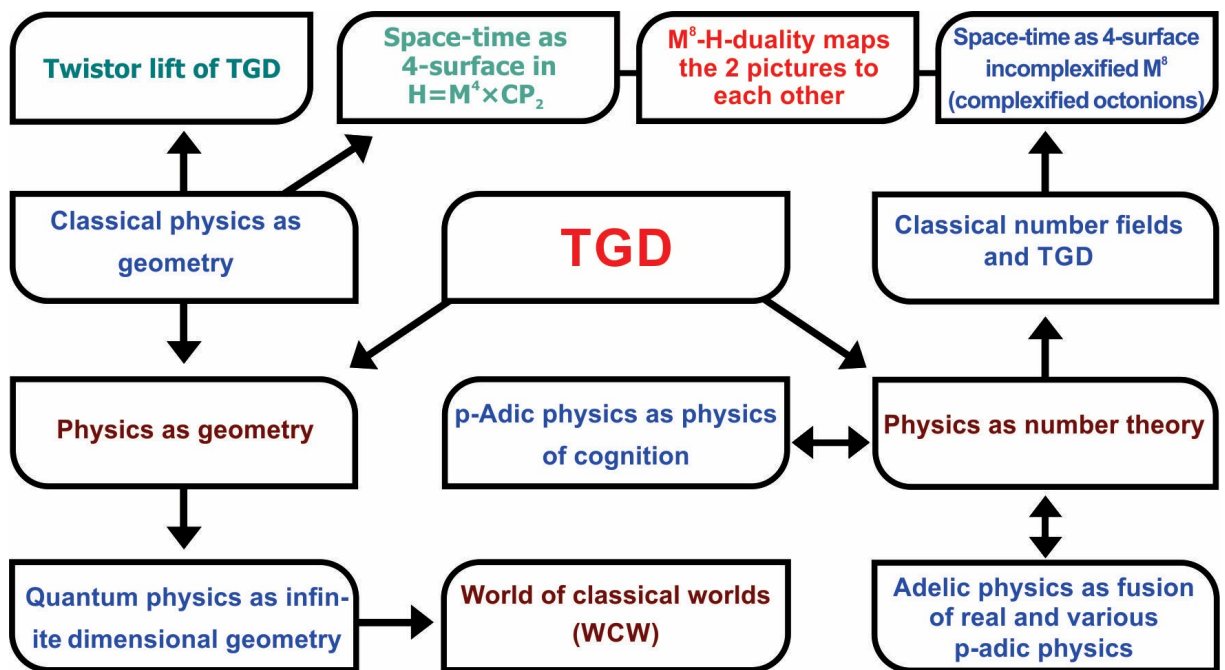 Twistor lift of TGD
Space-time as
4-surface in
H=M⁴×CP₂
M⁸-H-duality maps
the 2 pictures to
each other
Space-time as 4-surface
incomplexified M⁸
(complexified octonions)
Classical physics as
geometry
TGD
Classical number fields
and TGD
Physics as geometry
p-Adic physics as physics
of cognition
Physics as number theory
Quantum physics as infin-
ite dimensional geometry
World of classical worlds
(WCW)
Adelic physics as fusion
of real and various
p-adic physics